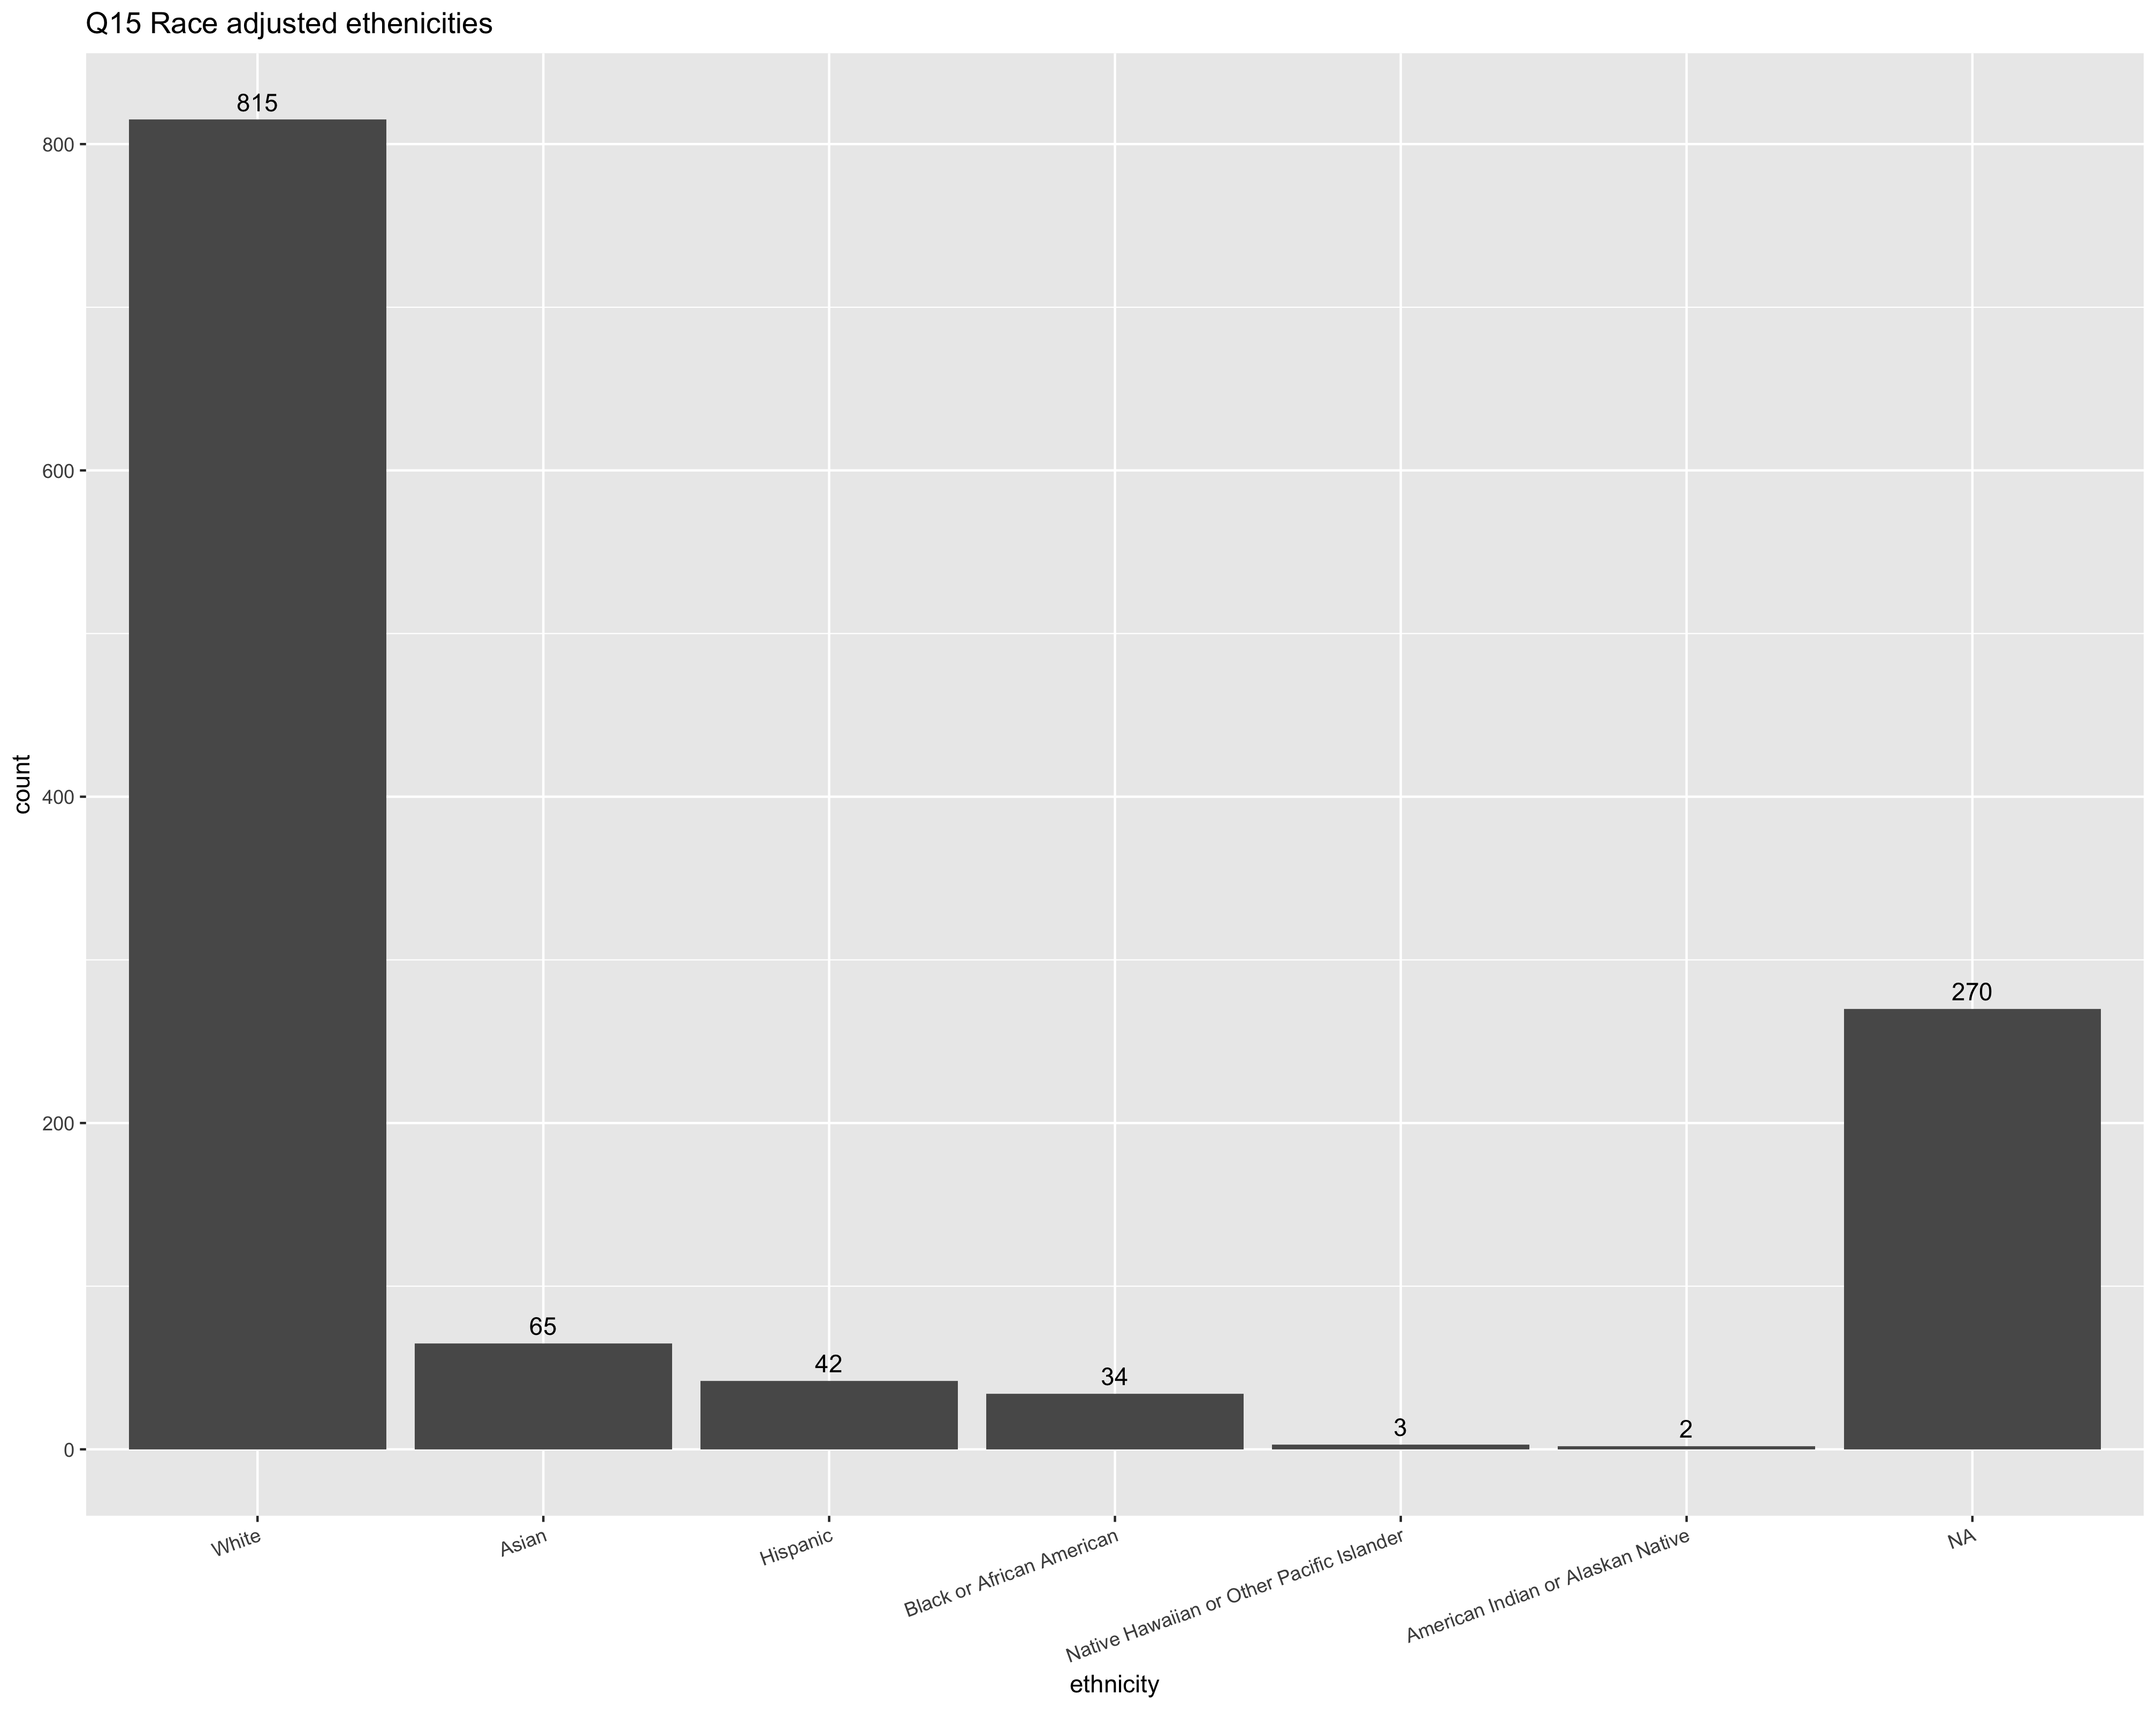 Q15 Race adjusted ethenicities
815
800
600
count
400
270
200
65
42
34
3
2
0
White
Asian
Hispanic
Black or African American
Native Hawaiian or Other Pacific Islander
American Indian or Alaskan Native
NA
ethnicity